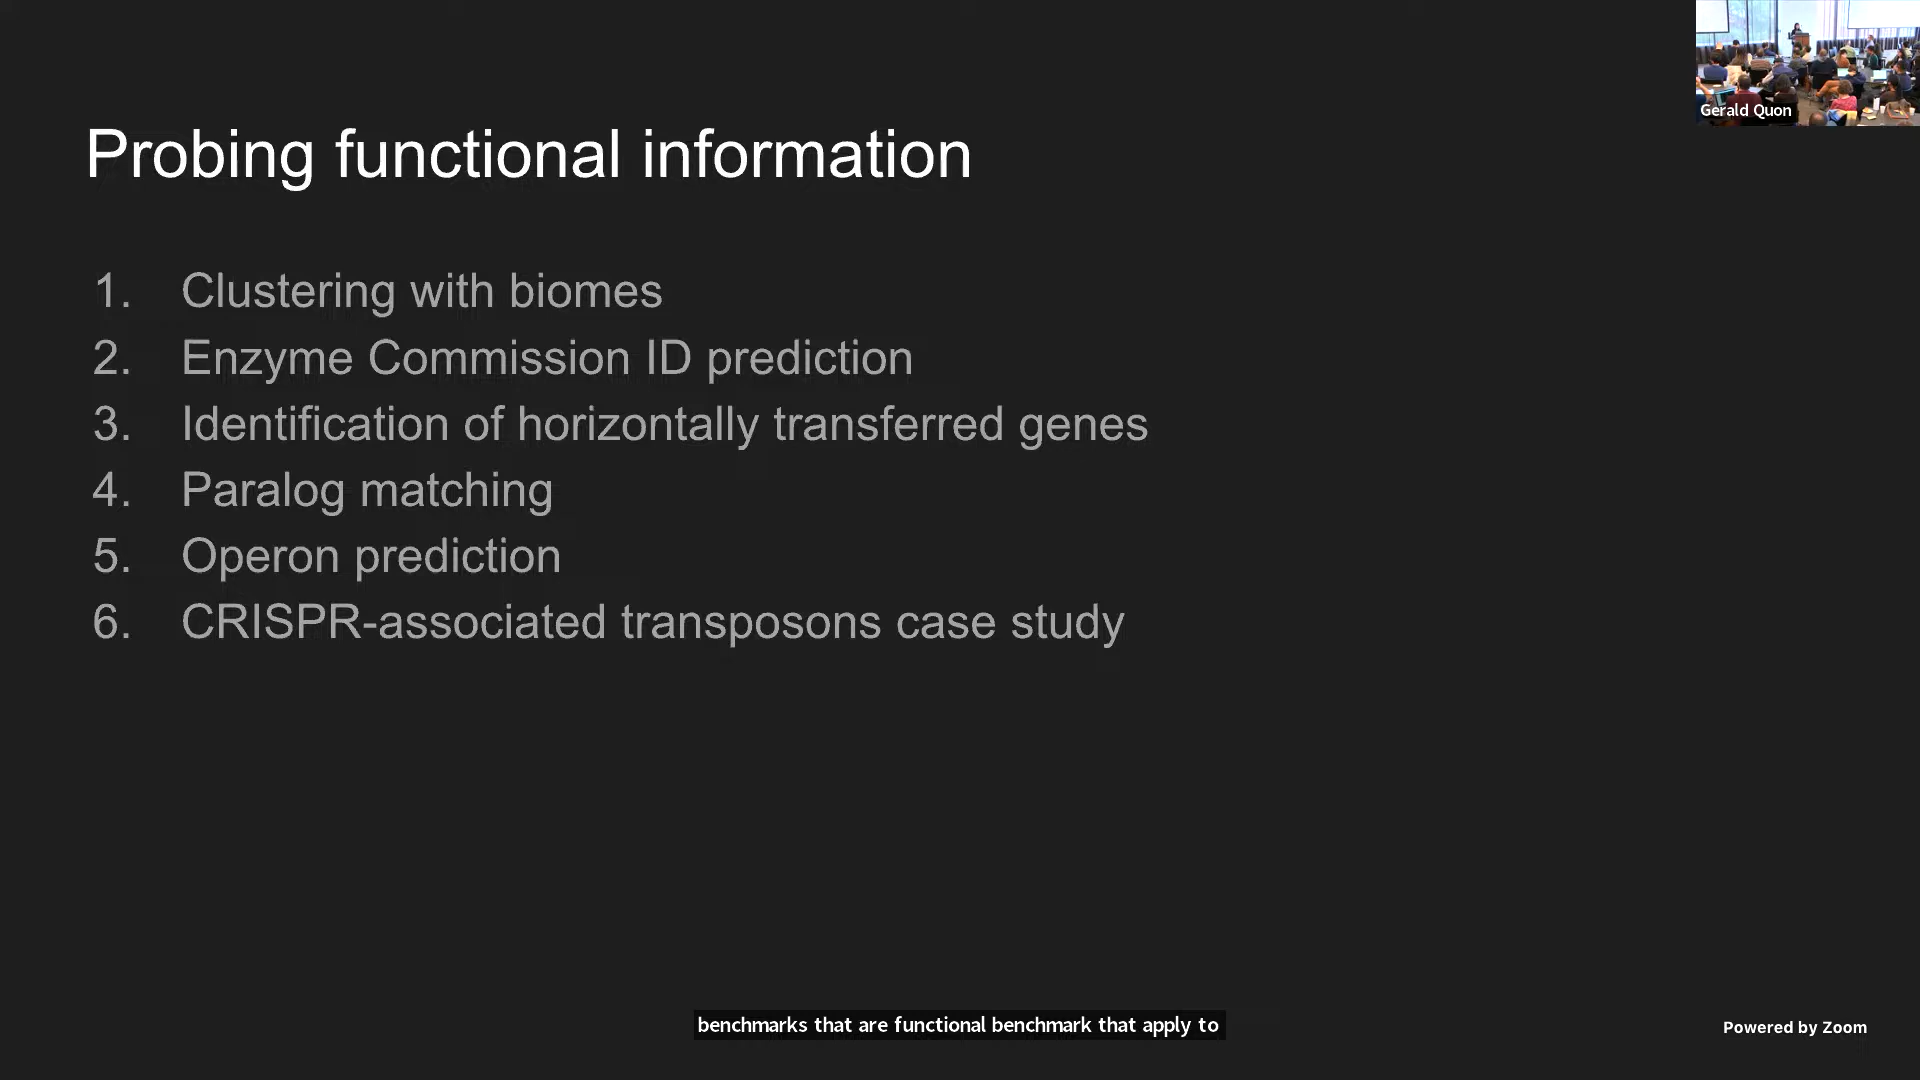 Gerald Quon
Probing functional information
1. Clustering with biomes
2. Enzyme Commission ID prediction
3. Identification of horizontally transferred genes
4. Paralog matching
5. Operon prediction
6. CRISPR-associated transposons case study
benchmarks that are functional benchmark that apply to
Powered by Zoom